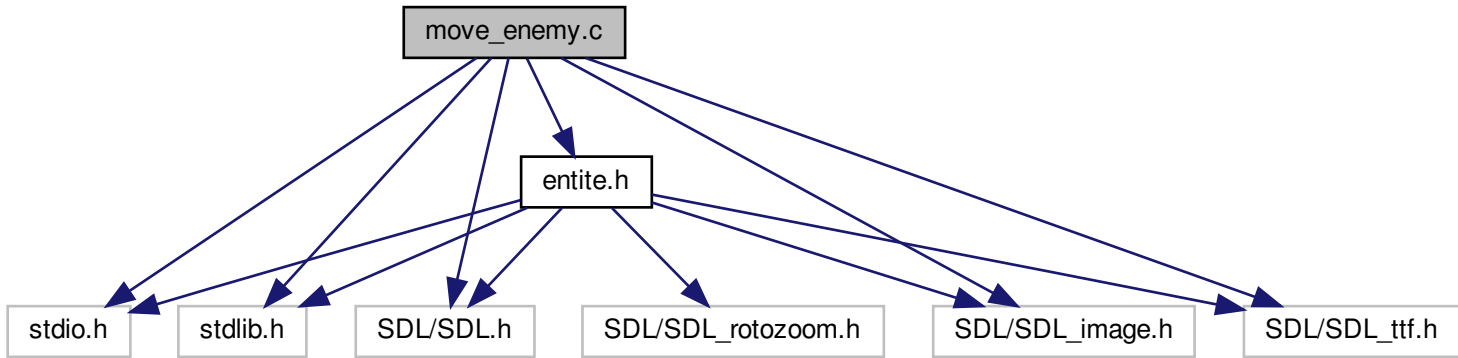 move_enemy.c
entite.h
stdio.h
stdlib.h
SDL/SDL.h
SDL/SDL_rotozoom.h
SDL/SDL_image.h
SDL/SDL_ttf.h